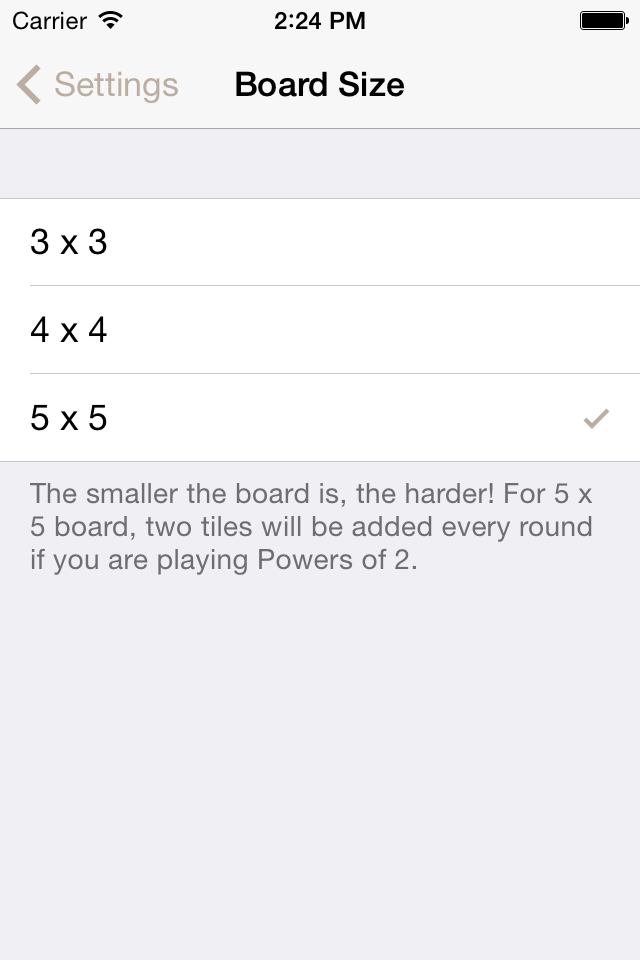 Carrier 2:24 PM
Settings Board Size
3 x 3
4 x 4
5 x 5
The smaller the board is, the harder! For 5 x
5 board, two tiles will be added every round
if you are playing Powers of 2.